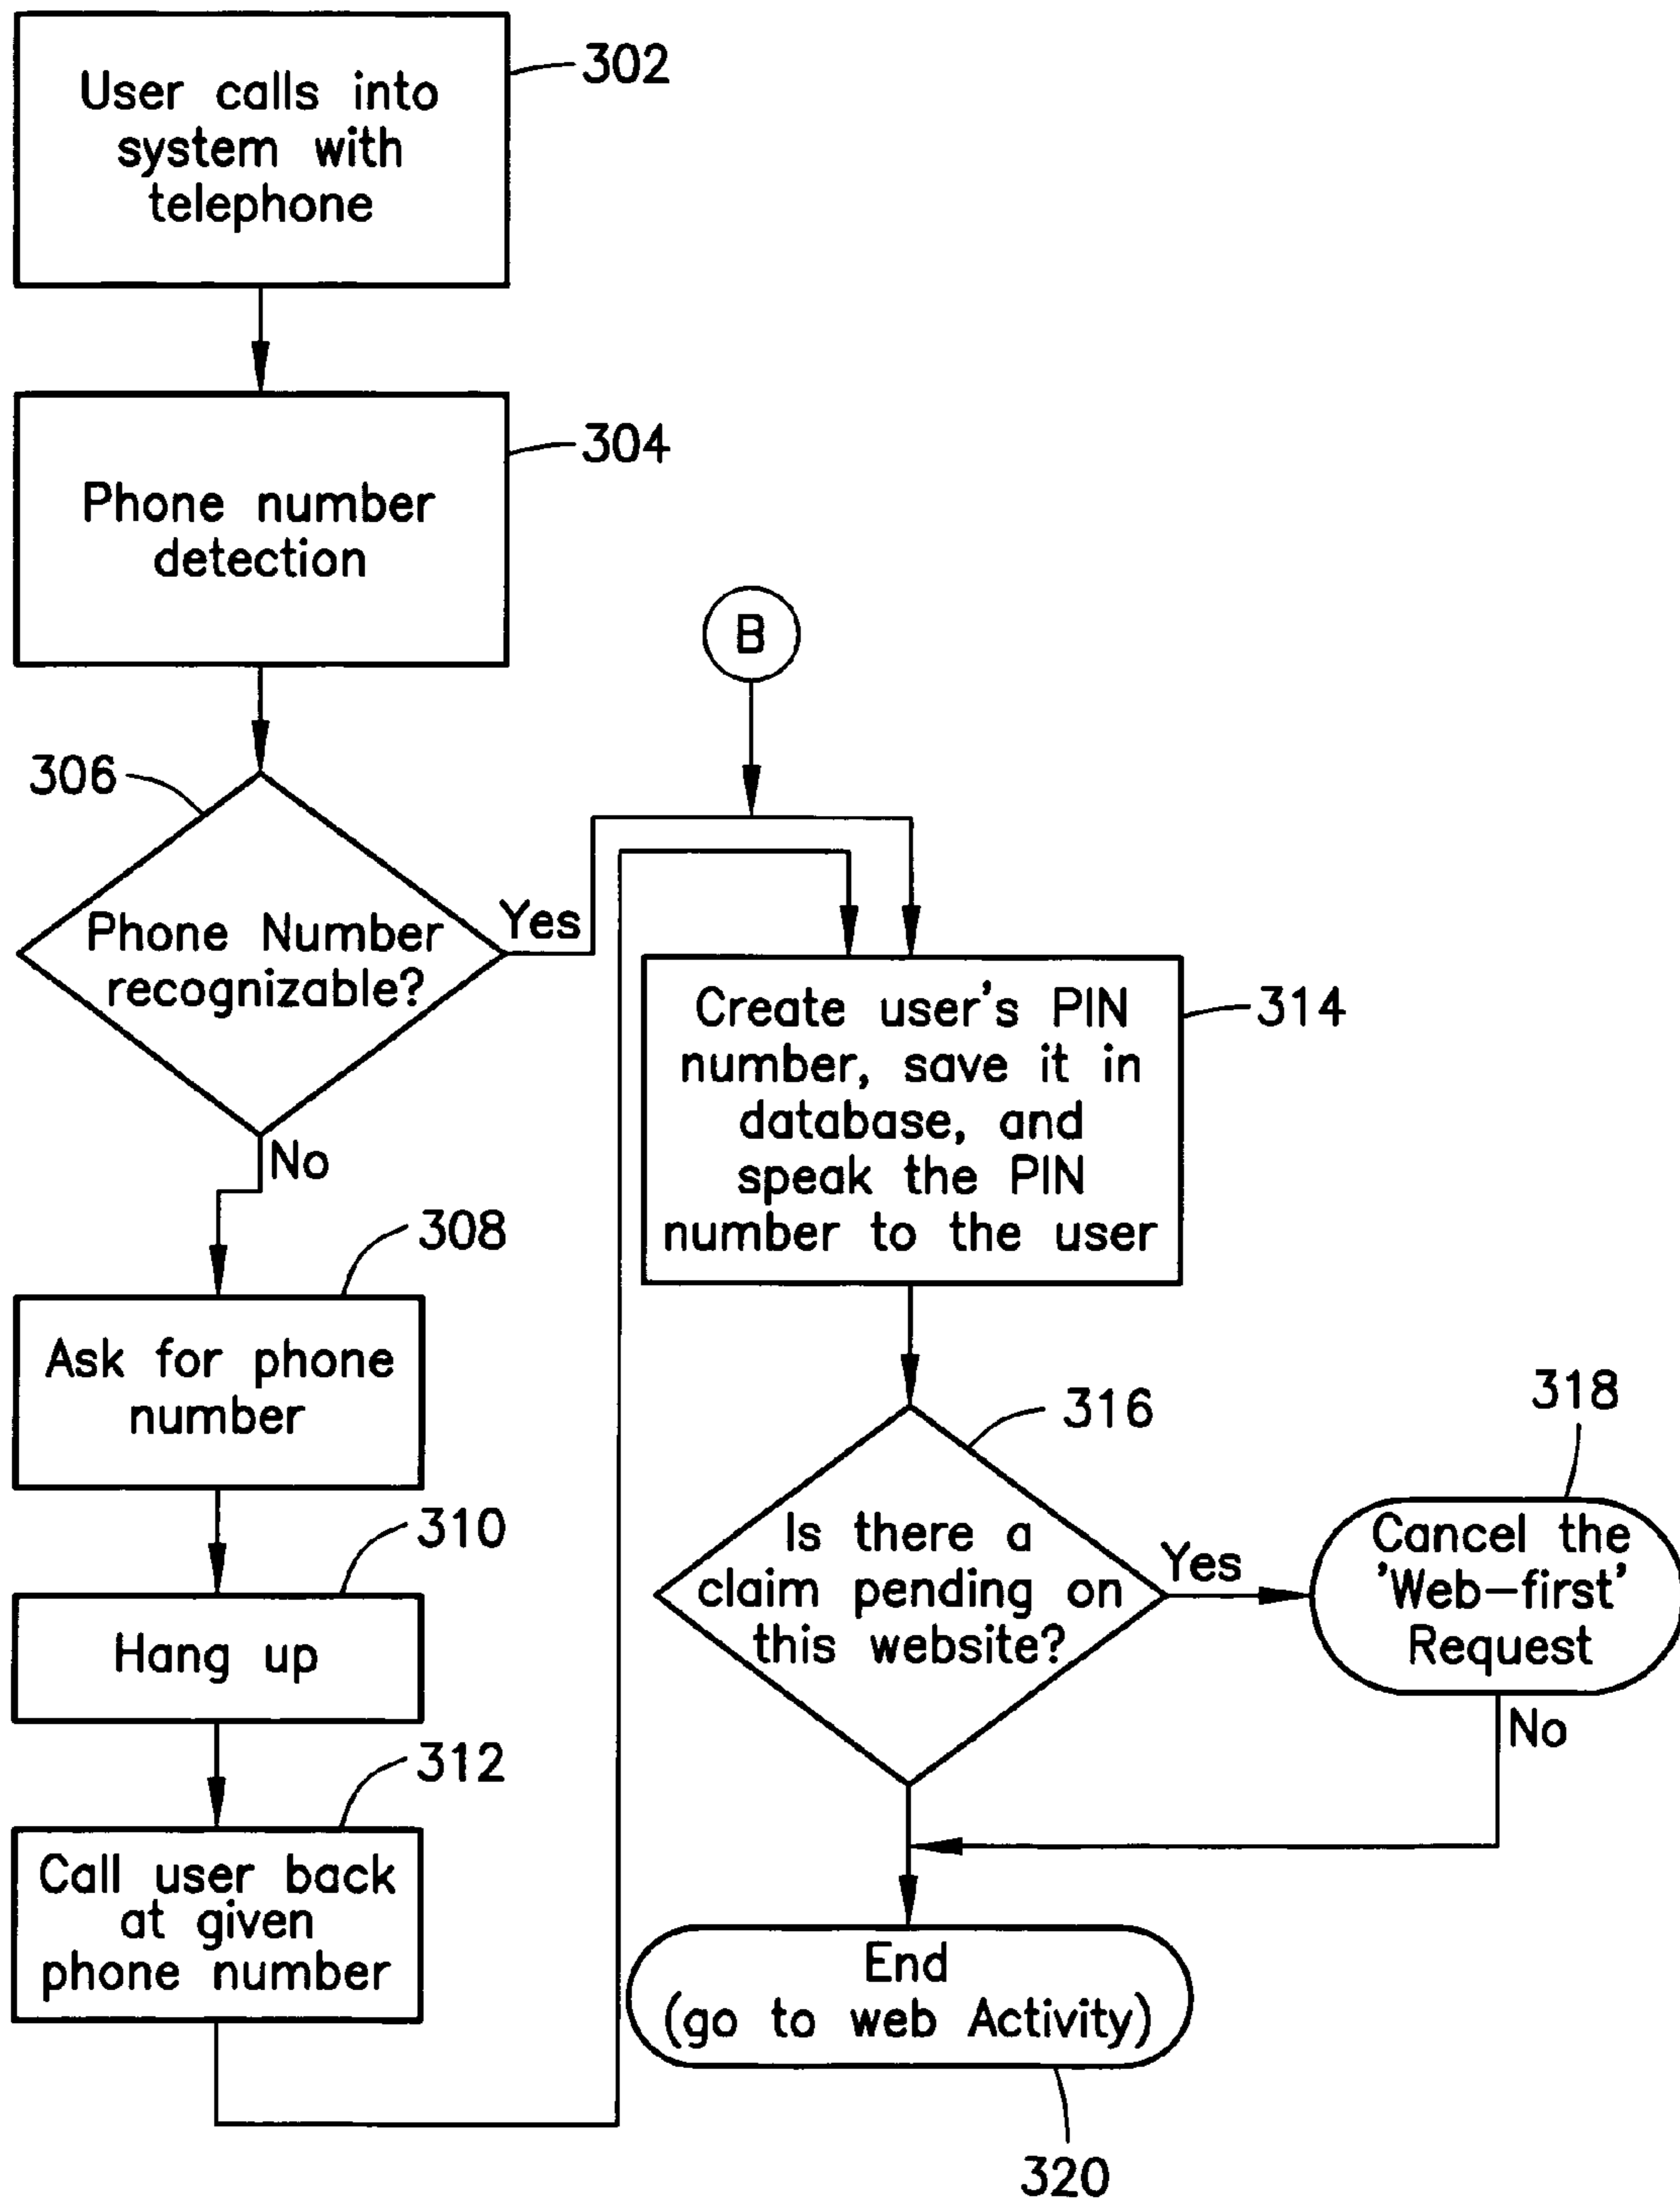 User calls into
system with
telephone
302
Phone number
detection
304
B
306
Phone Number
recognizable?
Yes
No
308
Ask for phone
number
310
Hang up
312
Call user back
at given
phone number
Create user's PIN
number, save it in
database, and
speak the PIN
number to the user
314
316
Is there a
claim pending on
this website?
Yes
318
Cancel the
'Web-first'
Request
No
End
(go to web Activity)
320